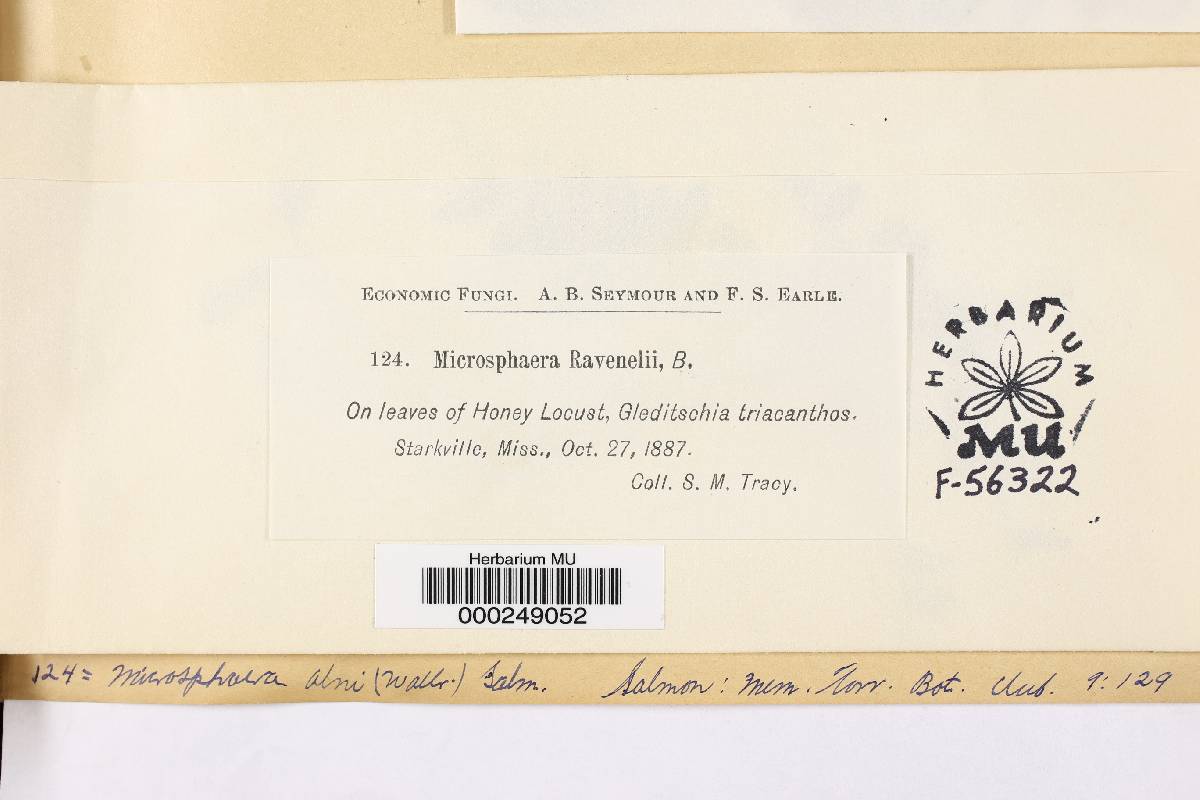 ECONOMIC FUNGI. A. B. SEYMOUR AND F. S. EARLE.
124. Microsphaera Ravenelii, B.
On leaves of Honey Locust, Gleditschia triacanthos.
Starkville, Miss., Oct. 27, 1887.
Coll. S. M. Tracy.
HERBARIUM
MU
F-56322
Herbarium MU
000249052
124 = Microsphaera alni (Wallr.) Salm. Salmon: Mem. Torr. Bot. Club. 9: 129